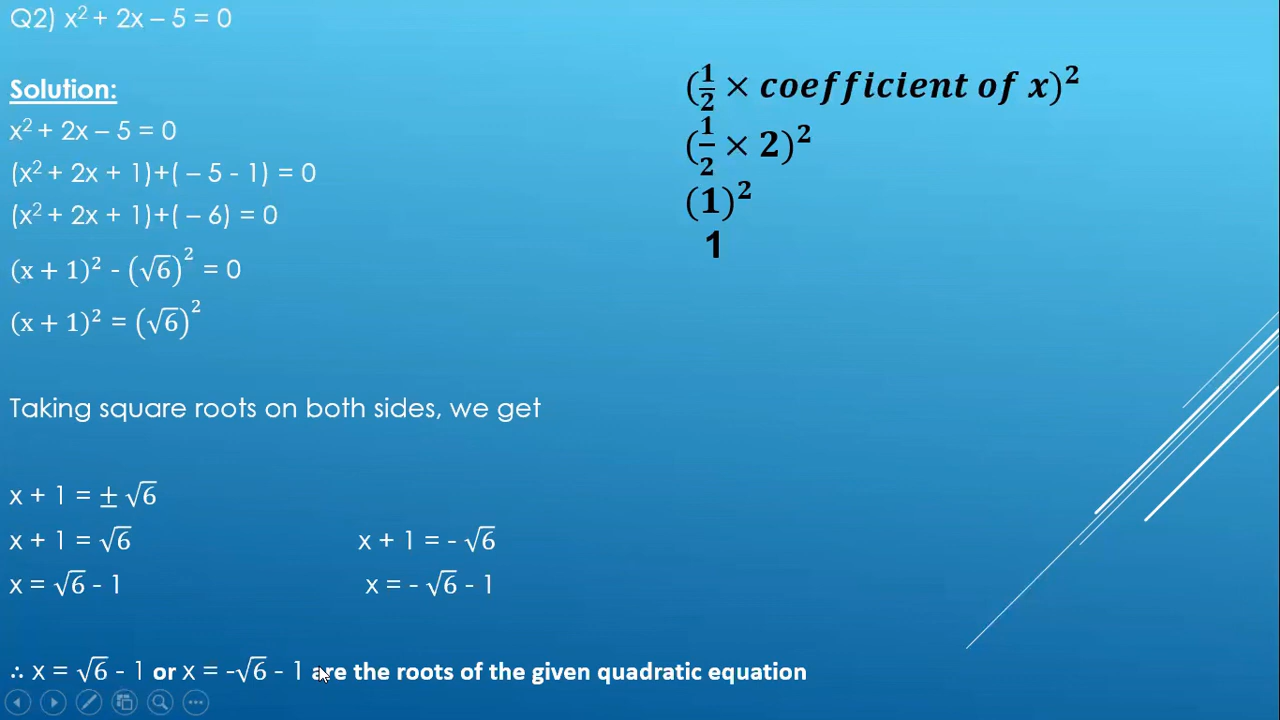 Q2) x² + 2x – 5 = 0
Solution:
x² + 2x – 5 = 0
(x² + 2x + 1)+( – 5 - 1) = 0
(x² + 2x + 1)+( – 6) = 0
(x + 1)² - (√6)² = 0
(x + 1)² = (√6)²
Taking square roots on both sides, we get
x + 1 = ± √6
x + 1 = √6 x + 1 = - √6
x = √6 - 1 x = - √6 - 1
∴ x = √6 - 1 or x = -√6 - 1 are the roots of the given quadratic equation
(1/2 × coefficient of x)²
(1/2 × 2)²
(1)²
1